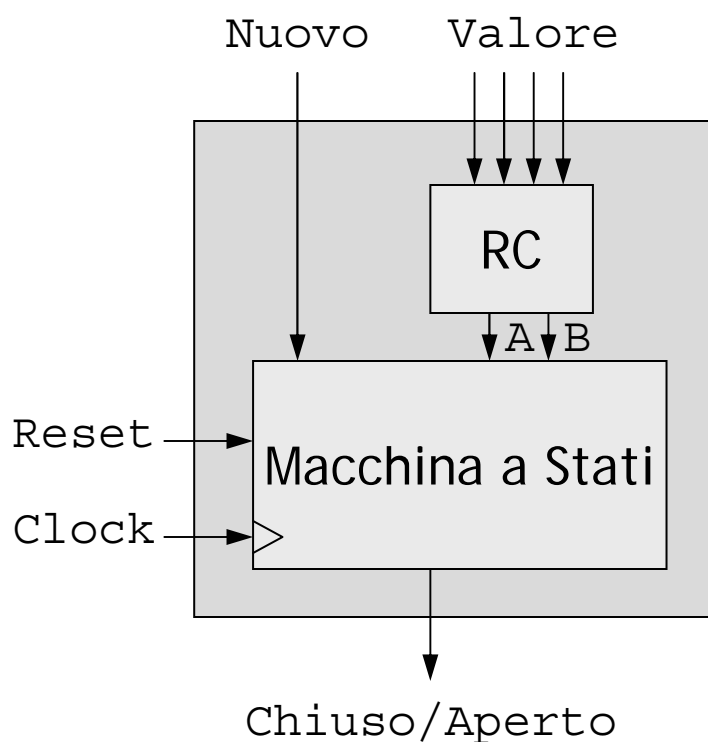 Nuovo Valore
RC
A B
Reset
Macchina a Stati
Clock
Chiuso/Aperto